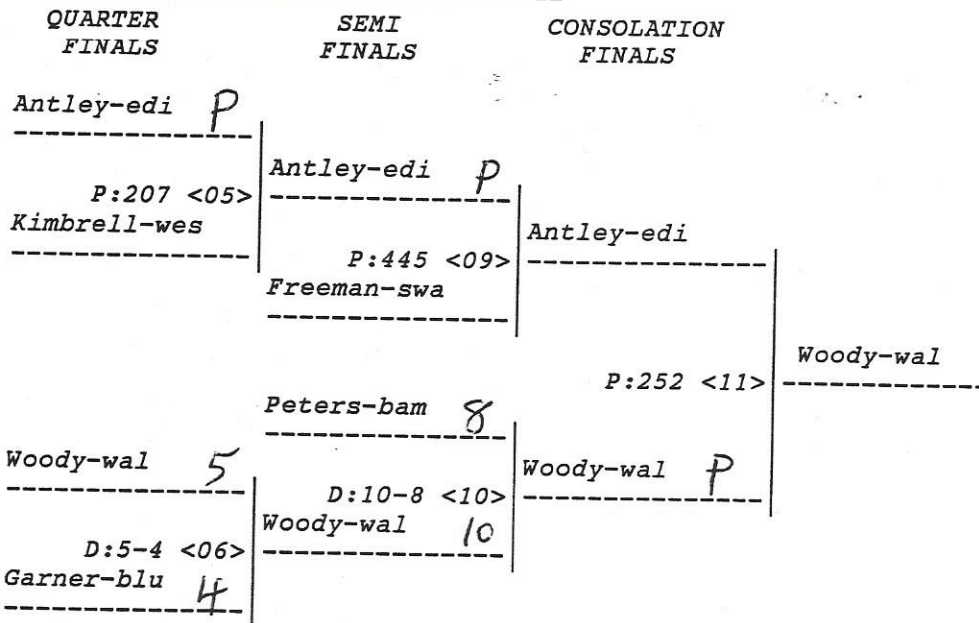 QUARTER FINALS
SEMI FINALS
CONSOLATION FINALS
Antley-edi P
P:207 <05>
Kimbrell-wes
Antley-edi P
P:445 <09>
Freeman-swa
Antley-edi
P:252 <11>
Woody-wal
Peters-bam 8
D:10-8 <10>
Woody-wal 10
Woody-wal P
Woody-wal 5
D:5-4 <06>
Garner-blu 4